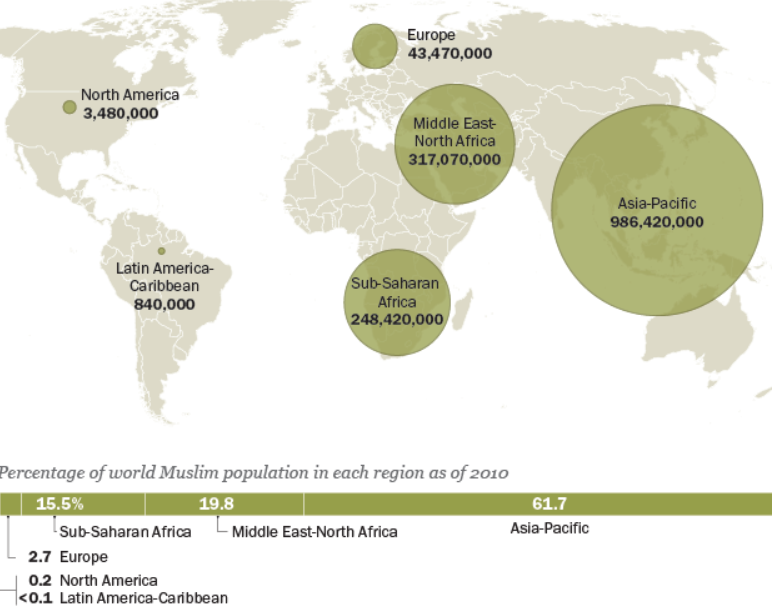 Europe
43,470,000
North America
3,480,000
Middle East-
North Africa
317,070,000
Asia-Pacific
986,420,000
Latin America-
Caribbean
840,000
Sub-Saharan
Africa
248,420,000
Percentage of world Muslim population in each region as of 2010
15.5% 19.8 61.7
Sub-Saharan Africa Middle East-North Africa Asia-Pacific
2.7 Europe
0.2 North America
<0.1 Latin America-Caribbean